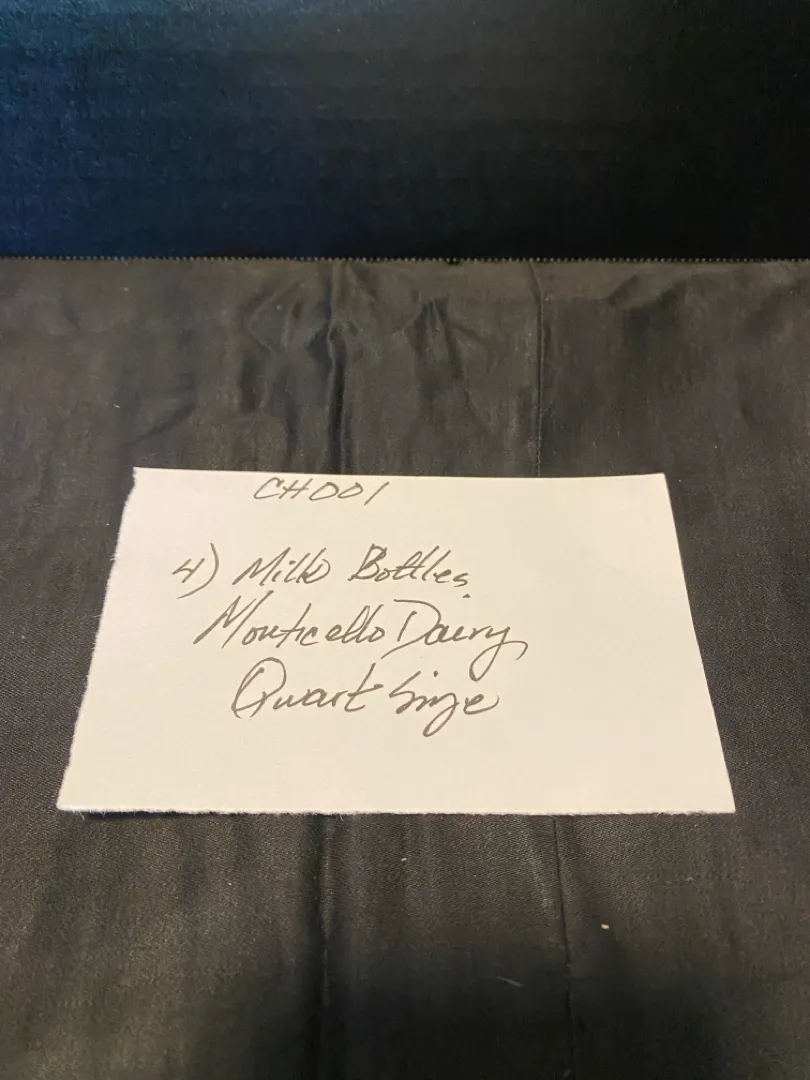 CH001
4) Milk Bottles
Monticello Dairy
Quart Size